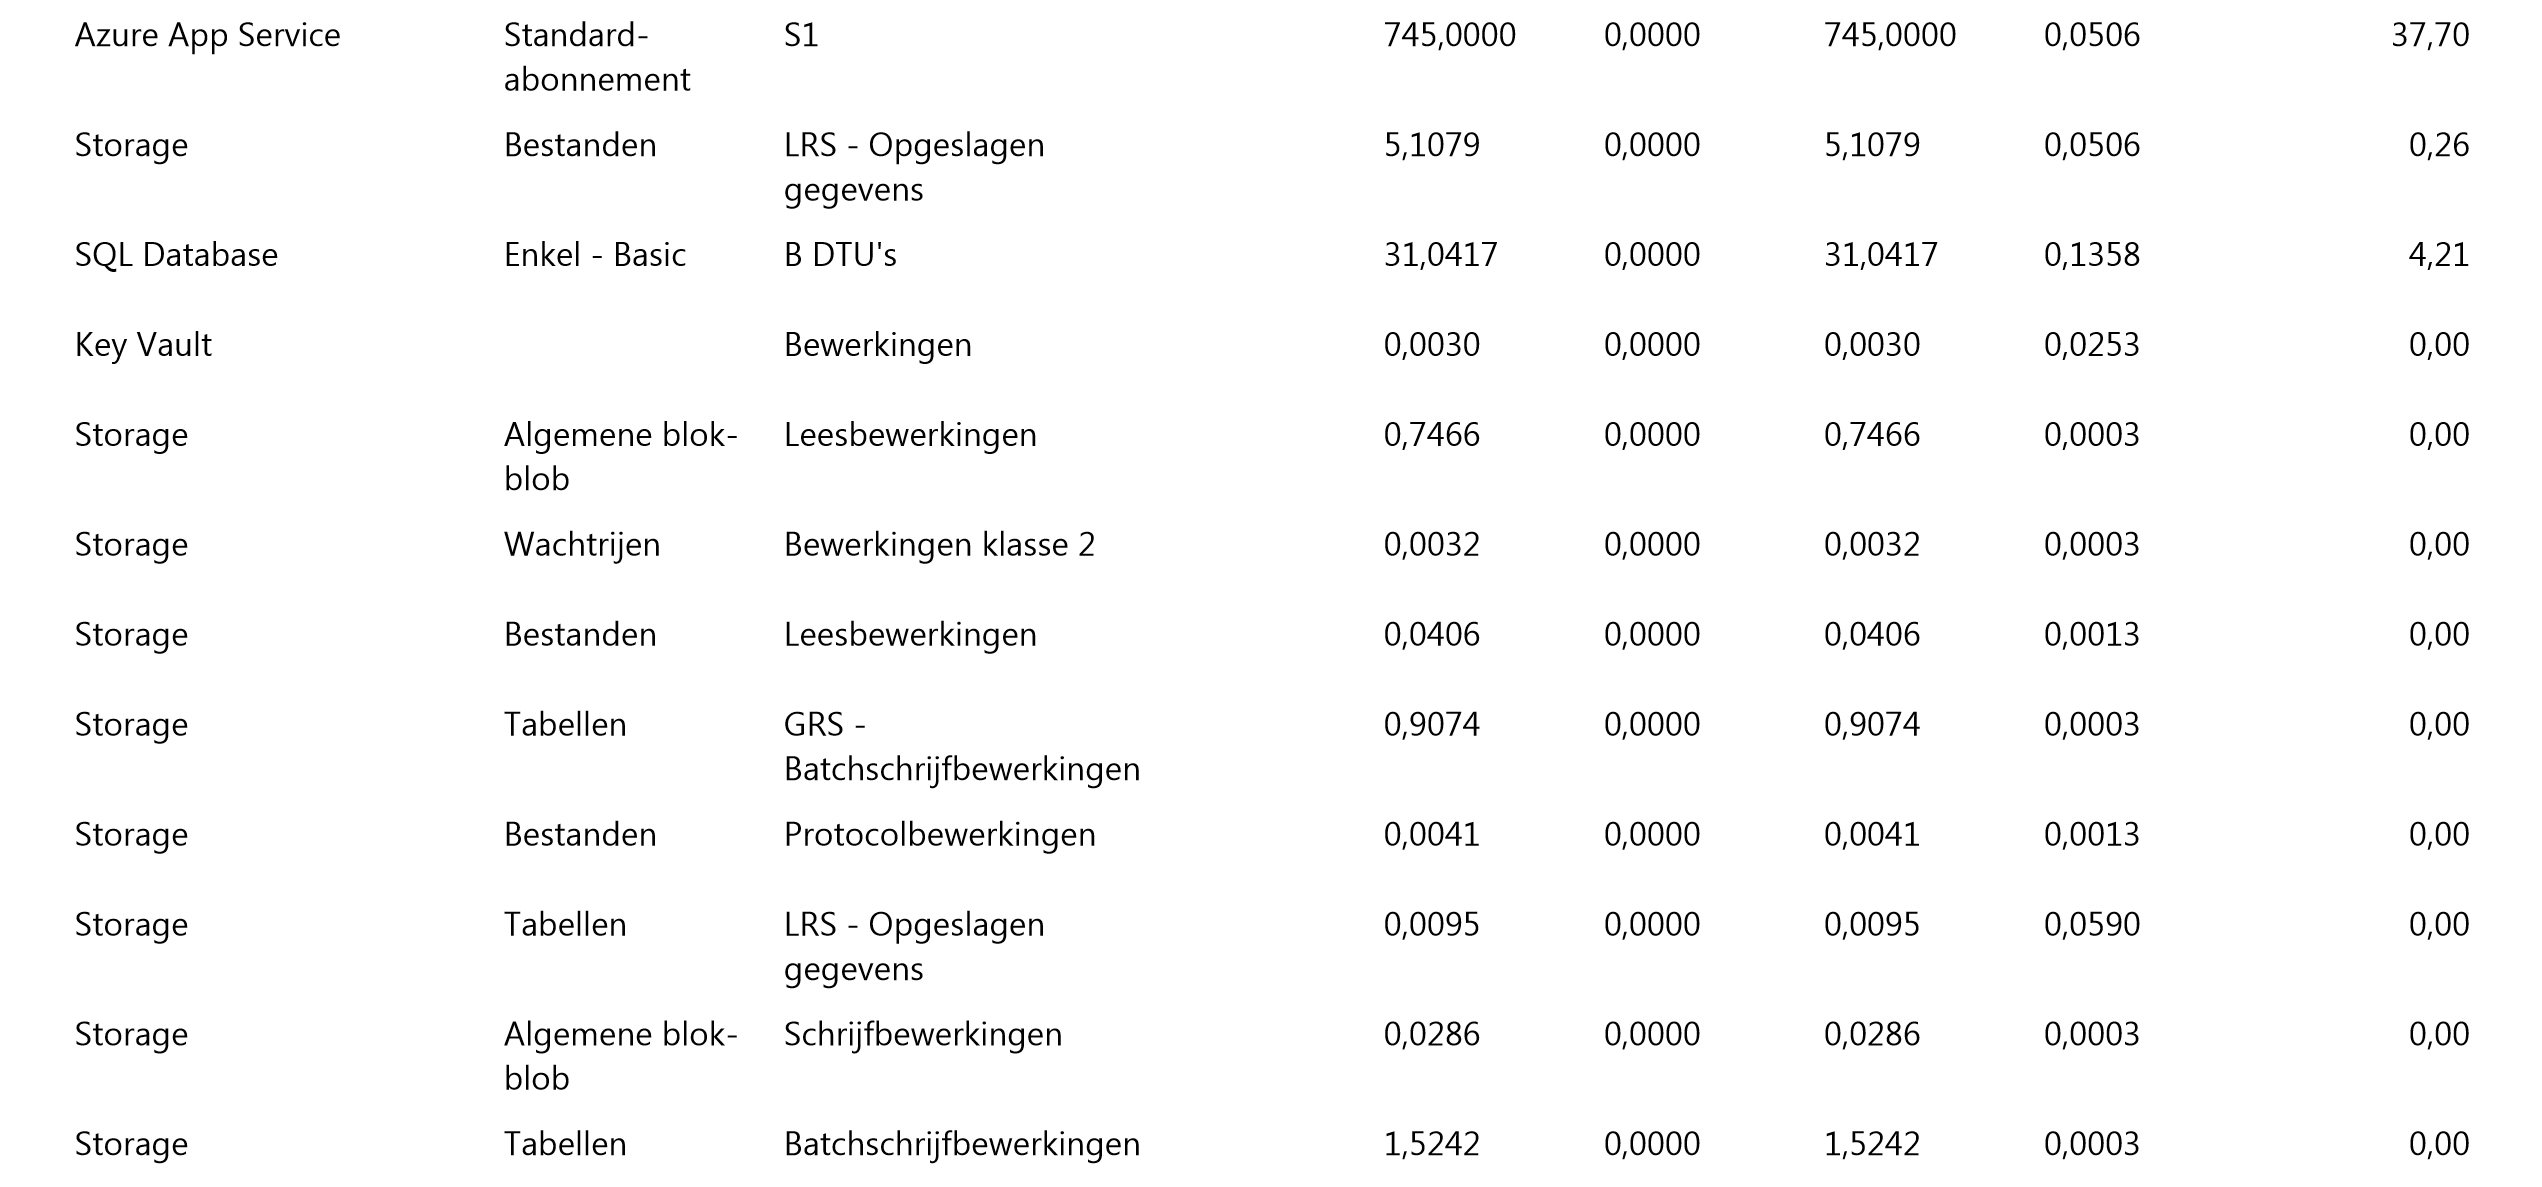 Azure App Service Standard- S1 745,0000 0,0000 745,0000 0,0506 37,70
abonnement
Storage Bestanden LRS - Opgeslagen 5,1079 0,0000 5,1079 0,0506 0,26
gegevens
SQL Database Enkel - Basic B DTU's 31,0417 0,0000 31,0417 0,1358 4,21
Key Vault Bewerkingen 0,0030 0,0000 0,0030 0,0253 0,00
Storage Algemene blok- Leesbewerkingen 0,7466 0,0000 0,7466 0,0003 0,00
blob
Storage Wachtrijen Bewerkingen klasse 2 0,0032 0,0000 0,0032 0,0003 0,00
Storage Bestanden Leesbewerkingen 0,0406 0,0000 0,0406 0,0013 0,00
Storage Tabellen GRS - 0,9074 0,0000 0,9074 0,0003 0,00
Batchschrijfbewerkingen
Storage Bestanden Protocolbewerkingen 0,0041 0,0000 0,0041 0,0013 0,00
Storage Tabellen LRS - Opgeslagen 0,0095 0,0000 0,0095 0,0590 0,00
gegevens
Storage Algemene blok- Schrijfbewerkingen 0,0286 0,0000 0,0286 0,0003 0,00
blob
Storage Tabellen Batchschrijfbewerkingen 1,5242 0,0000 1,5242 0,0003 0,00